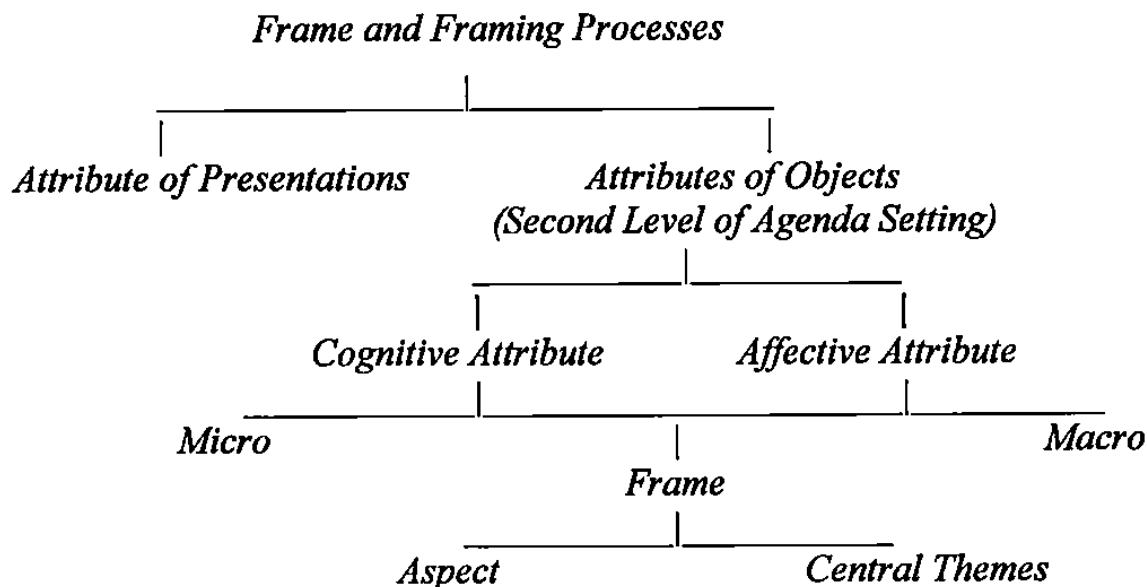 Frame and Framing Processes
Attribute of Presentations
Attributes of Objects
(Second Level of Agenda Setting)
Cognitive Attribute
Affective Attribute
Micro
Macro
Frame
Aspect
Central Themes